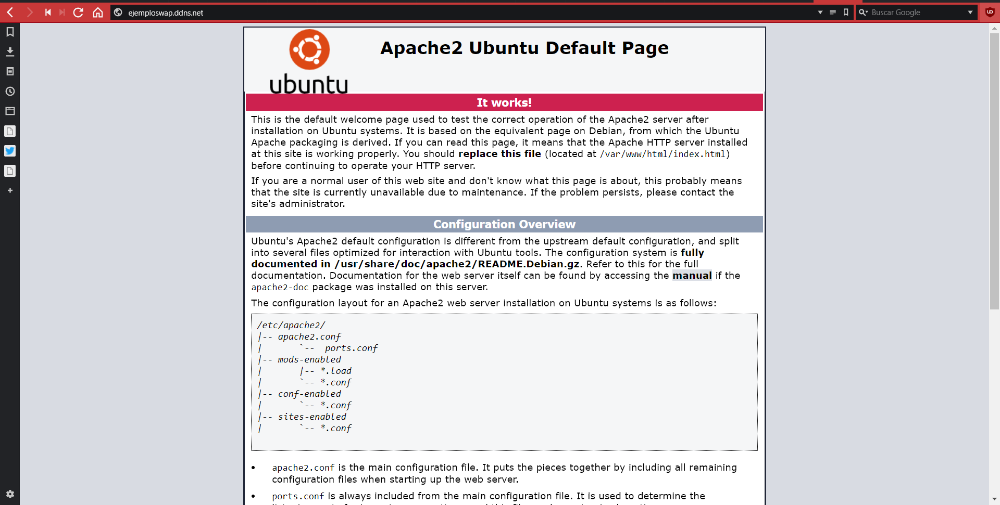 ejemploswap.ddns.net
Buscar Google
ubuntu
Apache2 Ubuntu Default Page
It works!
This is the default welcome page used to test the correct operation of the Apache2 server after
installation on Ubuntu systems. It is based on the equivalent page on Debian, from which the Ubuntu
Apache packaging is derived. If you can read this page, it means that the Apache HTTP server installed
at this site is working properly. You should replace this file (located at /var/www/html/index.html)
before continuing to operate your HTTP server.
If you are a normal user of this web site and don't know what this page is about, this probably means
that the site is currently unavailable due to maintenance. If the problem persists, please contact the
site's administrator.
Configuration Overview
Ubuntu's Apache2 default configuration is different from the upstream default configuration, and split
into several files optimized for interaction with Ubuntu tools. The configuration system is fully
documented in /usr/share/doc/apache2/README.Debian.gz. Refer to this for the full
documentation. Documentation for the web server itself can be found by accessing the manual if the
apache2-doc package was installed on this server.
The configuration layout for an Apache2 web server installation on Ubuntu systems is as follows:
/etc/apache2/
|-- apache2.conf
|       `--  ports.conf
|-- mods-enabled
|       |-- *.load
|       `-- *.conf
|-- conf-enabled
|       `-- *.conf
|-- sites-enabled
|       `-- *.conf
• apache2.conf is the main configuration file. It puts the pieces together by including all remaining
configuration files when starting up the web server.
• ports.conf is always included from the main configuration file. It is used to determine the